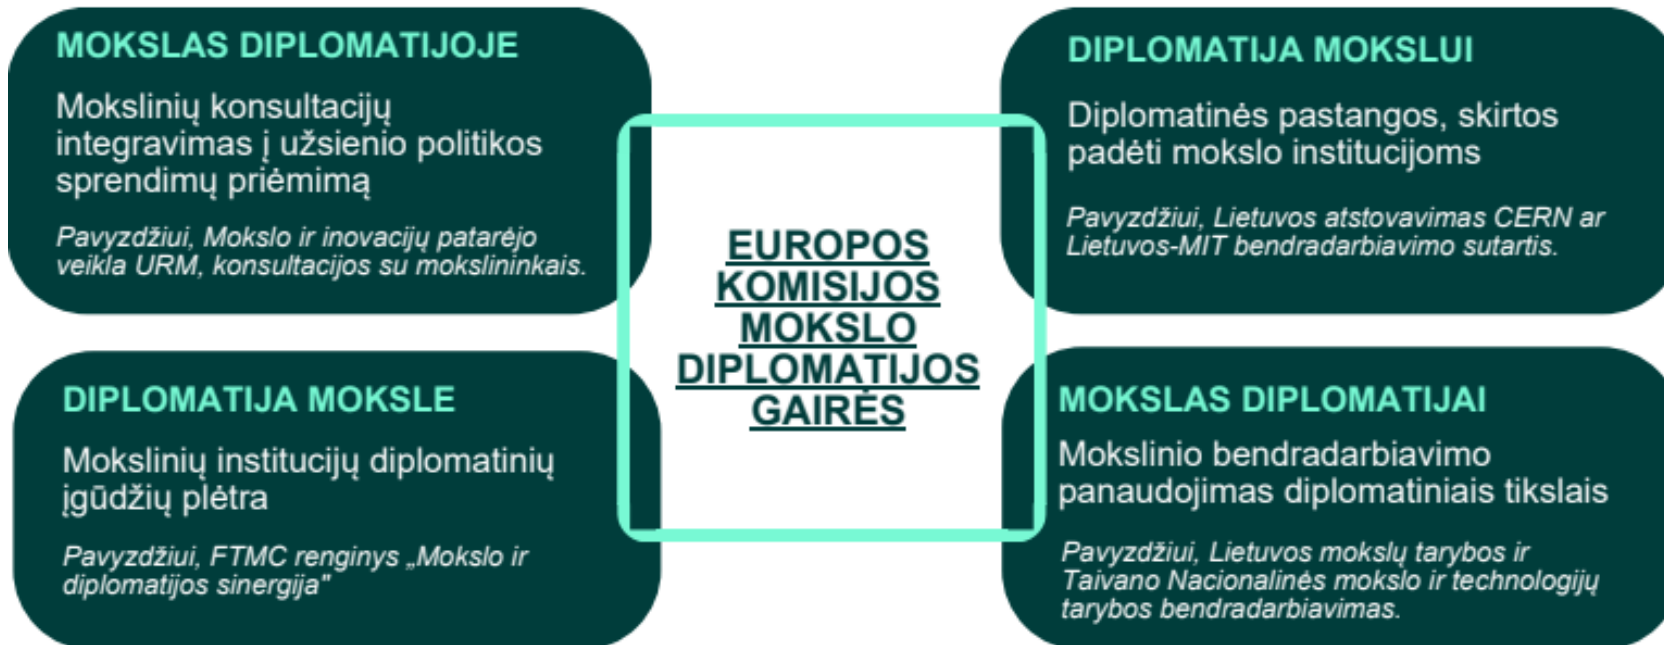 MOKSLAS DIPLOMATIJOJE
Mokslinių konsultacijų
integravimas į užsienio politikos
sprendimų priėmimą
Pavyzdžiui, Mokslo ir inovacijų patarėjo
veikla URM, konsultacijos su mokslininkais.
DIPLOMATIJA MOKSLUI
Diplomatinės pastangos, skirtos
padėti mokslo institucijoms
Pavyzdžiui, Lietuvos atstovavimas CERN ar
Lietuvos-MIT bendradarbiavimo sutartis.
EUROPOS
KOMISIJOS
MOKSLO
DIPLOMATIJOS
GAIRĖS
DIPLOMATIJA MOKSLE
Mokslinių institucijų diplomatinių
įgūdžių plėtra
Pavyzdžiui, FTMC renginys „Mokslo ir
diplomatijos sinergija"
MOKSLAS DIPLOMATIJAI
Mokslinio bendradarbiavimo
panaudojimas diplomatiniais tikslais
Pavyzdžiui, Lietuvos mokslų tarybos ir
Taivano Nacionalinės mokslo ir technologijų
tarybos bendradarbiavimas.